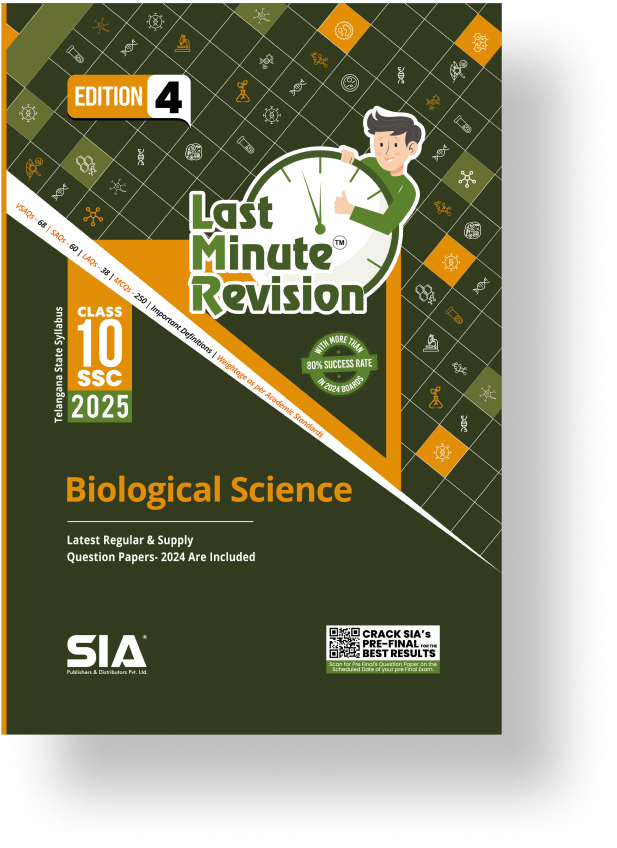 EDITION 4
Last
Minute
Revision
TM
VSAQs - 68 | SAQs - 60 | LAQs - 38 | MCQs - 250 | Important Definitions | Weightage as per Academic Standards
Telangana State Syllabus
CLASS
10
SSC
2025
WITH MORE THAN
80% SUCCESS RATE
IN 2024 BOARDS
Biological Science
Latest Regular & Supply
Question Papers- 2024 Are Included
SIA®
Publishers & Distributors Pvt. Ltd.
CRACK SIA's
PRE-FINAL FOR THE
BEST RESULTS
Scan for Pre Final's Question Paper on the
Scheduled Date of your pre Final Exam.